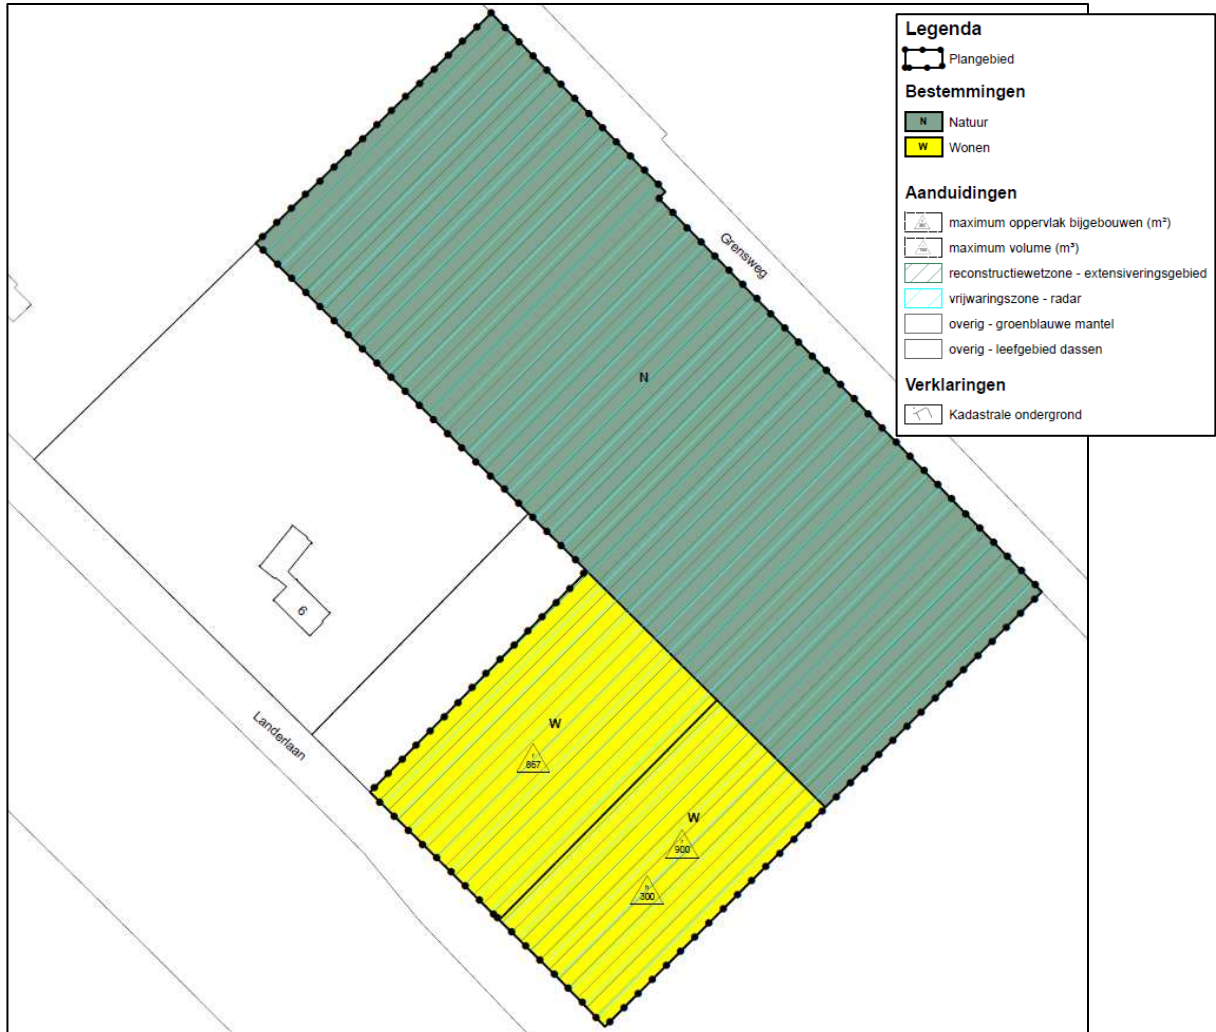 Legenda
Plangebied
Bestemmingen
N Natuur
W Wonen
Aanduidingen
maximum oppervlak bijgebouwen (m²)
maximum volume (m³)
reconstructiewetzone - extensiveringsgebied
vrijwaringszone - radar
overig - groenblauwe mantel
overig - leefgebied dassen
Verklaringen
Kadastrale ondergrond
Grensweg
N
6
Landerlaan
W
867
W
900
300